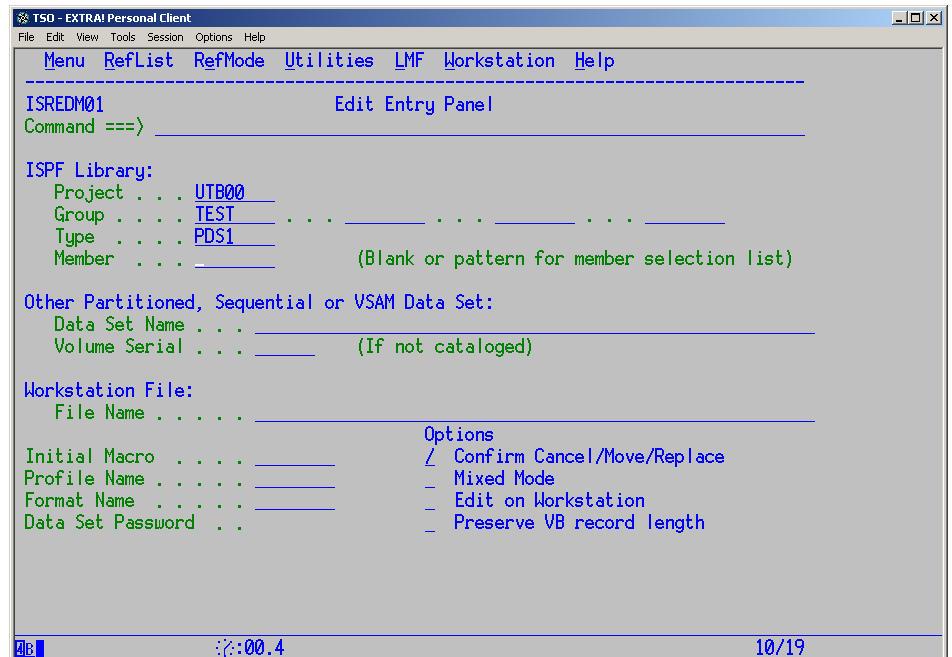 TSO - EXTRA! Personal Client
File Edit View Tools Session Options Help
Menu RefList RefMode Utilities LMF Workstation Help
--------------------------------------------------------------------------------
ISREDM01 Edit Entry Panel
Command ===> 
ISPF Library:
Project . . . UTB00
Group . . . . TEST . . . . . . . . .
Type . . . . PDS1
Member . . . (Blank or pattern for member selection list)
Other Partitioned, Sequential or VSAM Data Set:
Data Set Name . . .
Volume Serial . . . (If not cataloged)
Workstation File:
File Name . . . . .
Options
Initial Macro . . . . / Confirm Cancel/Move/Replace
Profile Name . . . . . _ Mixed Mode
Format Name . . . . . _ Edit on Workstation
Data Set Password . . _ Preserve VB record length
4B :00.4 10/19